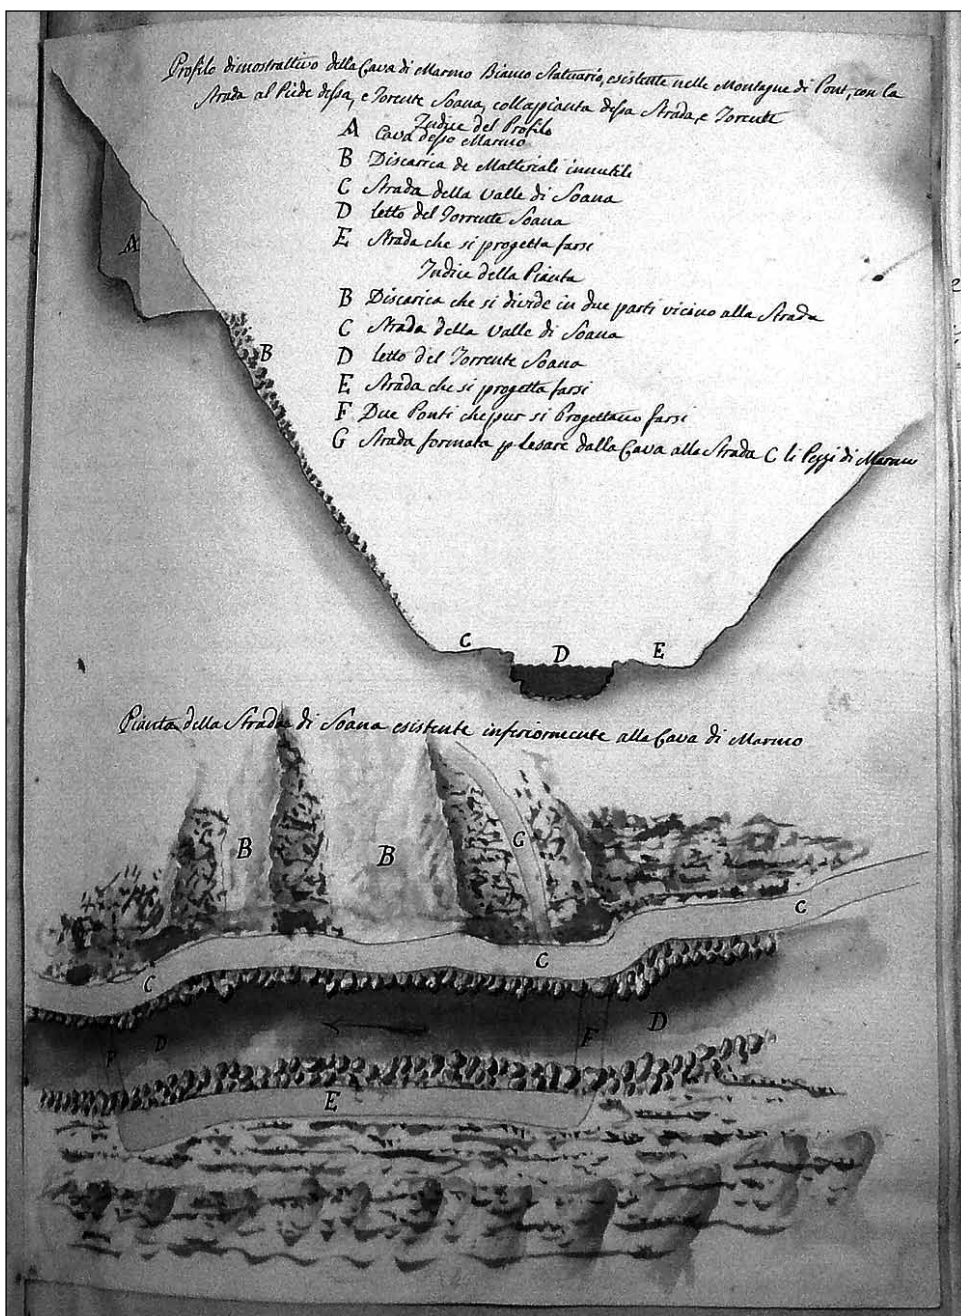 Profilo dimostrativo della Cava di Marmo Bianco Statuario, esistente nelle Montagne di Pont, con la
Strada al Piede d'essa, e Torente Soana, colla pianta d'essa Strada, e Torente
Indice del Profilo
A Cava d'esso Marmo
B Discarica de Matteriali innutili
C Strada della valle di Soana
D letto del Torrente Soana
E Strada che si progetta farsi
Indice della Pianta
B Discarica che si divide in due parti vicino alla Strada
C Strada della valle di Soana
D letto del Torrente Soana
E Strada che si progetta farsi
F Due Ponti che pur si Progettano farsi
G Strada formata p lesare dalla Cava alla Strada C li Pezzi di Marmo
A
B
C D E
Pianta della Strada di Soana esistente inferiormente alla Cava di Marmo
B B G
C
C C
D
F D F
E